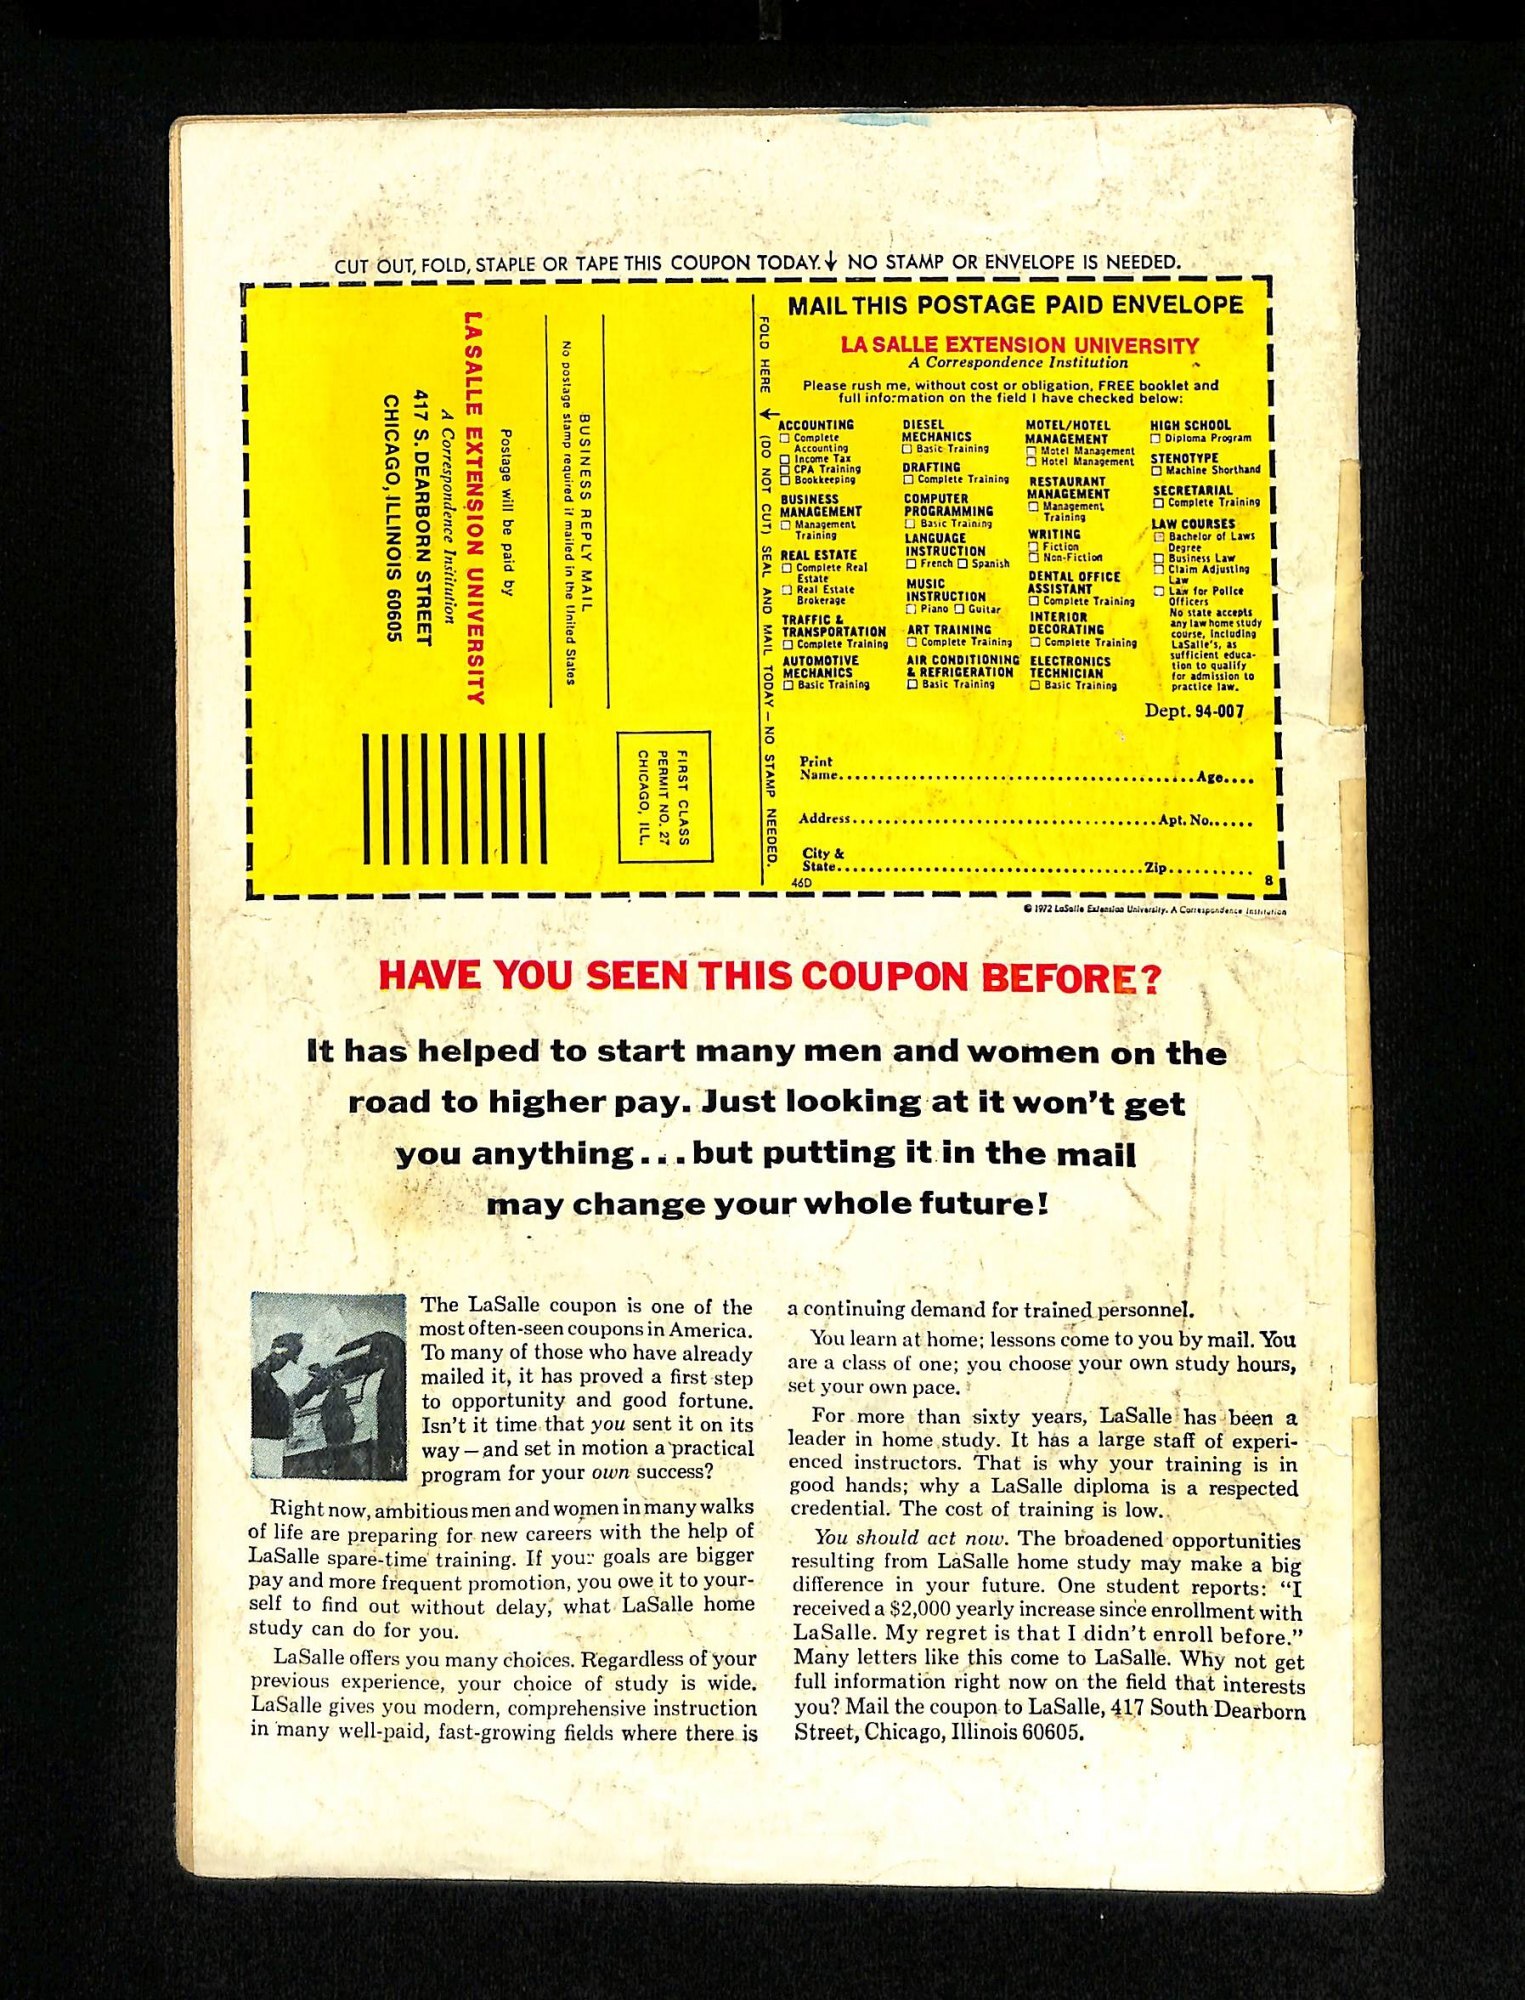 CUT OUT, FOLD, STAPLE OR TAPE THIS COUPON TODAY. ↓ NO STAMP OR ENVELOPE IS NEEDED.
BUSINESS REPLY MAIL
No postage stamp required if mailed in the United States
Postage will be paid by
LA SALLE EXTENSION UNIVERSITY
A Correspondence Institution
417 S. DEARBORN STREET
CHICAGO, ILLINOIS 60605
FIRST CLASS
PERMIT NO. 27
CHICAGO, ILL.
FOLD HERE → (DO NOT CUT) SEAL AND MAIL TODAY — NO STAMP NEEDED.
MAIL THIS POSTAGE PAID ENVELOPE
LA SALLE EXTENSION UNIVERSITY
A Correspondence Institution
Please rush me, without cost or obligation, FREE booklet and
full information on the field I have checked below:
ACCOUNTING
☐ Complete
Accounting
☐ Income Tax
☐ CPA Training
☐ Bookkeeping
BUSINESS
MANAGEMENT
☐ Management
Training
REAL ESTATE
☐ Complete Real
Estate
☐ Real Estate
Brokerage
TRAFFIC &
TRANSPORTATION
☐ Complete Training
AUTOMOTIVE
MECHANICS
☐ Basic Training
DIESEL
MECHANICS
☐ Basic Training
DRAFTING
☐ Complete Training
COMPUTER
PROGRAMMING
☐ Basic Training
LANGUAGE
INSTRUCTION
☐ French ☐ Spanish
MUSIC
INSTRUCTION
☐ Piano ☐ Guitar
ART TRAINING
☐ Complete Training
AIR CONDITIONING
& REFRIGERATION
☐ Basic Training
MOTEL/HOTEL
MANAGEMENT
☐ Motel Management
☐ Hotel Management
RESTAURANT
MANAGEMENT
☐ Management
Training
WRITING
☐ Fiction
☐ Non-Fiction
DENTAL OFFICE
ASSISTANT
☐ Complete Training
INTERIOR
DECORATING
☐ Complete Training
ELECTRONICS
TECHNICIAN
☐ Basic Training
HIGH SCHOOL
☐ Diploma Program
STENOTYPE
☐ Machine Shorthand
SECRETARIAL
☐ Complete Training
LAW COURSES
☐ Bachelor of Laws
Degree
☐ Business Law
☐ Claim Adjusting
Law
☐ Law for Police
Officers
No state accepts
any law home study
course, including
LaSalle's, as
sufficient educa-
tion to qualify
for admission to
practice law.
Dept. 94-007
Print
Name........................................Age....
Address..................................Apt. No......
City &
State..................................Zip..........
46D 8
© 1972 LaSalle Extension University. A Correspondence Institution
HAVE YOU SEEN THIS COUPON BEFORE?
It has helped to start many men and women on the
road to higher pay. Just looking at it won't get
you anything...but putting it in the mail
may change your whole future!
The LaSalle coupon is one of the
most often-seen coupons in America.
To many of those who have already
mailed it, it has proved a first step
to opportunity and good fortune.
Isn't it time that you sent it on its
way—and set in motion a practical
program for your own success?
Right now, ambitious men and women in many walks
of life are preparing for new careers with the help of
LaSalle spare-time training. If your goals are bigger
pay and more frequent promotion, you owe it to your-
self to find out without delay, what LaSalle home
study can do for you.
LaSalle offers you many choices. Regardless of your
previous experience, your choice of study is wide.
LaSalle gives you modern, comprehensive instruction
in many well-paid, fast-growing fields where there is
a continuing demand for trained personnel.
You learn at home; lessons come to you by mail. You
are a class of one; you choose your own study hours,
set your own pace.
For more than sixty years, LaSalle has been a
leader in home study. It has a large staff of experi-
enced instructors. That is why your training is in
good hands; why a LaSalle diploma is a respected
credential. The cost of training is low.
You should act now. The broadened opportunities
resulting from LaSalle home study may make a big
difference in your future. One student reports: "I
received a $2,000 yearly increase since enrollment with
LaSalle. My regret is that I didn't enroll before."
Many letters like this come to LaSalle. Why not get
full information right now on the field that interests
you? Mail the coupon to LaSalle, 417 South Dearborn
Street, Chicago, Illinois 60605.